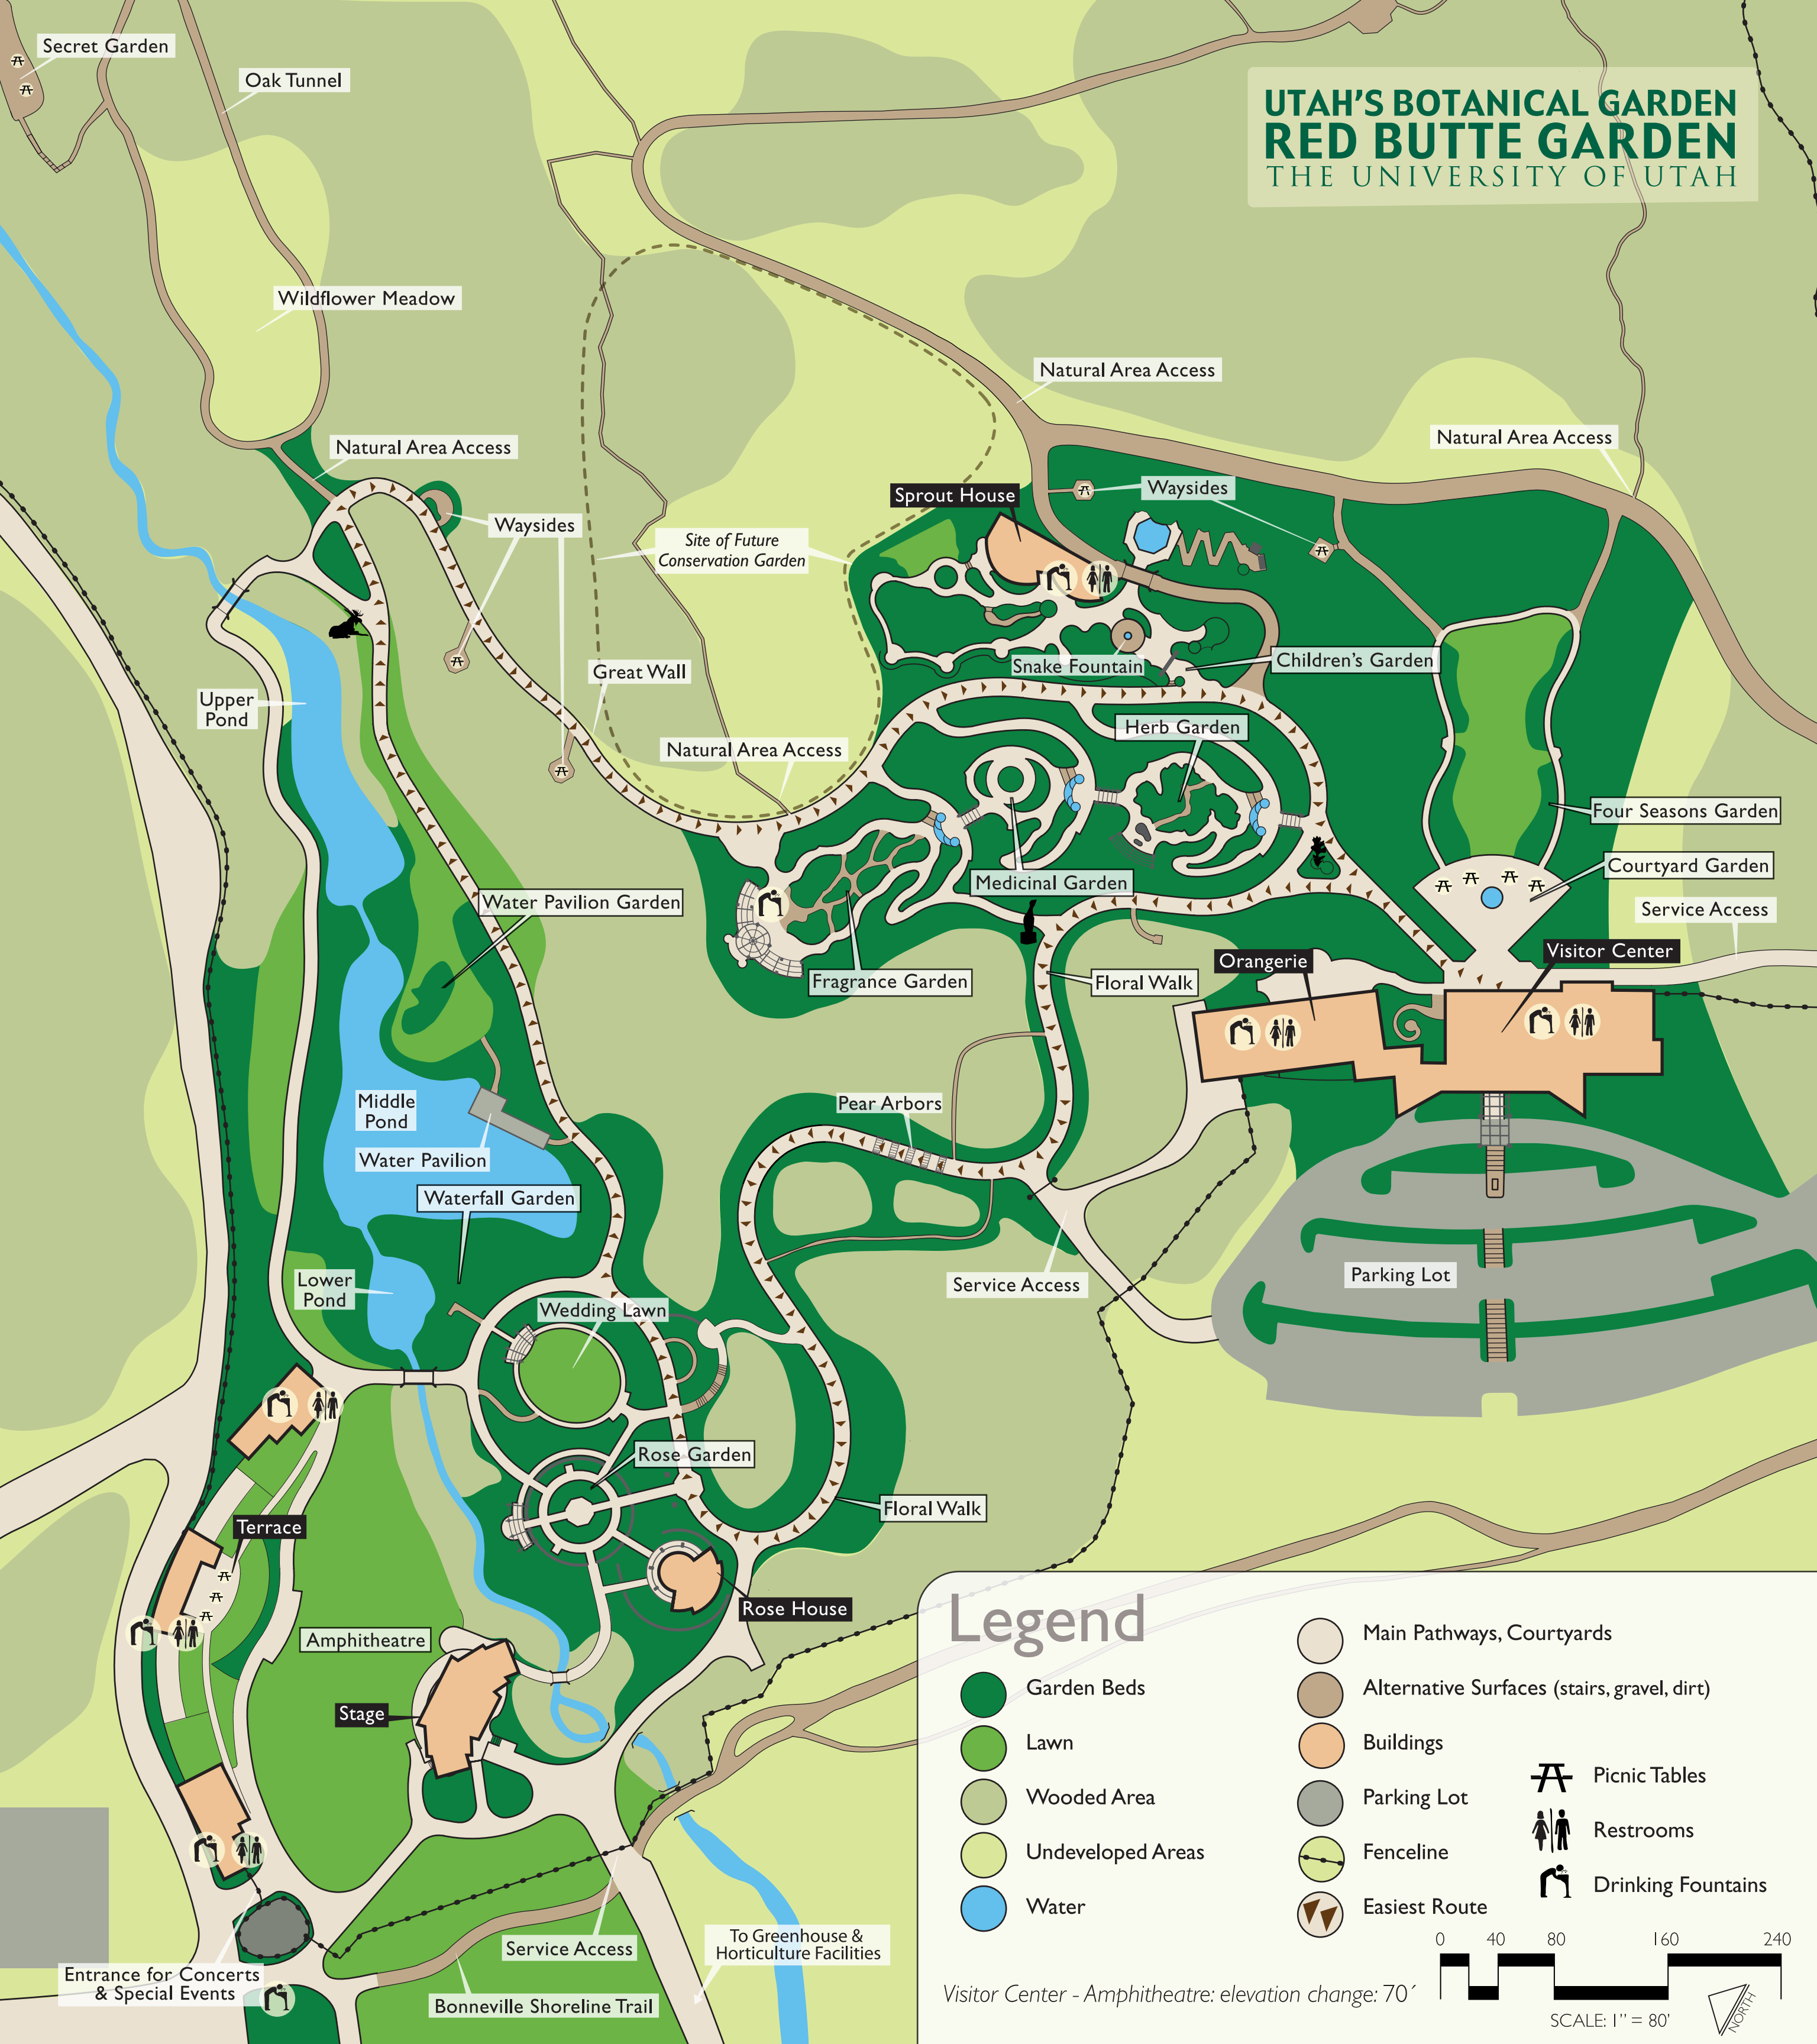 Secret Garden
Oak Tunnel
UTAH'S BOTANICAL GARDEN
RED BUTTE GARDEN
THE UNIVERSITY OF UTAH
Wildflower Meadow
Natural Area Access
Natural Area Access
Natural Area Access
Sprout House
Waysides
Waysides
Site of Future
Conservation Garden
Great Wall
Snake Fountain
Children's Garden
Upper
Pond
Herb Garden
Natural Area Access
Four Seasons Garden
Courtyard Garden
Medicinal Garden
Water Pavilion Garden
Service Access
Visitor Center
Orangerie
Fragrance Garden
Floral Walk
Middle
Pond
Pear Arbors
Water Pavilion
Waterfall Garden
Service Access
Parking Lot
Lower
Pond
Wedding Lawn
Rose Garden
Floral Walk
Terrace
Rose House
Amphitheatre
Stage
Service Access
To Greenhouse &
Horticulture Facilities
Entrance for Concerts
& Special Events
Bonneville Shoreline Trail
Legend
Garden Beds
Lawn
Wooded Area
Undeveloped Areas
Water
Main Pathways, Courtyards
Alternative Surfaces (stairs, gravel, dirt)
Buildings
Parking Lot
Fenceline
Easiest Route
Picnic Tables
Restrooms
Drinking Fountains
0 40 80 160 240
Visitor Center - Amphitheatre: elevation change: 70´
SCALE: 1'' = 80'
NORTH